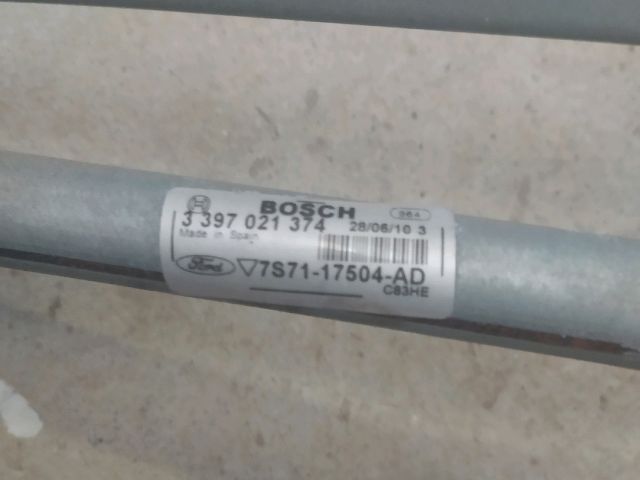 BOSCH 964
3 397 021 374 28/06/10 3
Made in Spain
Ford ▽7S71-17504-AD
C83HE